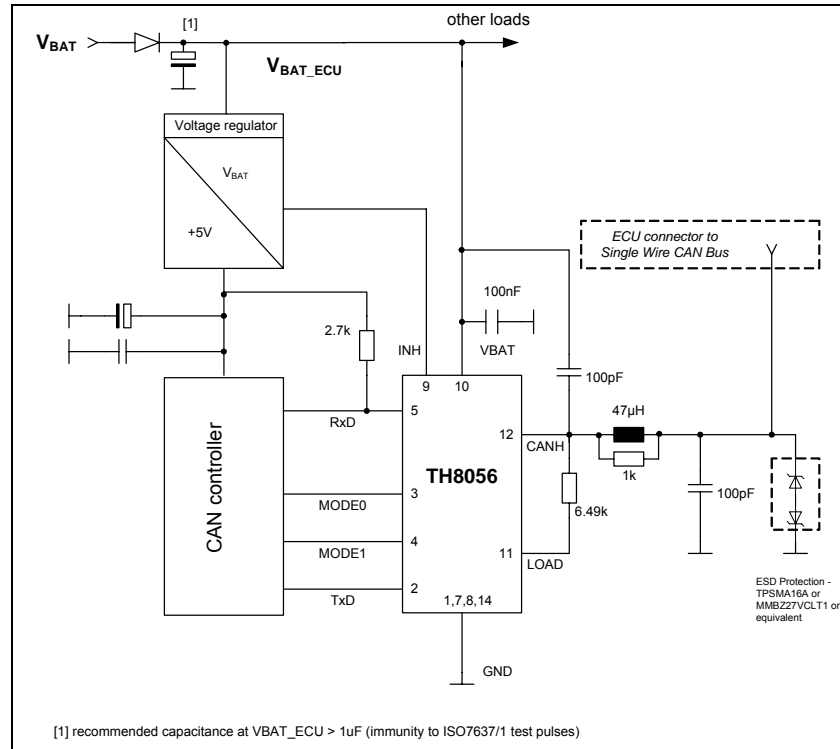 [1]
other loads
VBAT
VBAT_ECU
Voltage regulator
VBAT
+5V
ECU connector to
Single Wire CAN Bus
100nF
2.7k
INH
VBAT
9
10
100pF
47µH
5
RxD
12
CANH
TH8056
1k
CAN controller
3
MODE0
100pF
6.49k
4
MODE1
11
LOAD
2
TxD
1,7,8,14
ESD Protection -
TPSMA16A or
MMBZ27VCLT1 or
equivalent
GND
[1] recommended capacitance at VBAT_ECU > 1uF (immunity to ISO7637/1 test pulses)